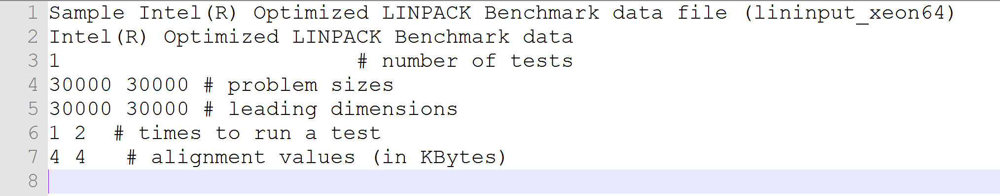 1 Sample Intel(R) Optimized LINPACK Benchmark data file (lininput_xeon64)
2 Intel(R) Optimized LINPACK Benchmark data
3 1                        # number of tests
4 30000 30000 # problem sizes
5 30000 30000 # leading dimensions
6 1 2  # times to run a test
7 4 4   # alignment values (in KBytes)
8